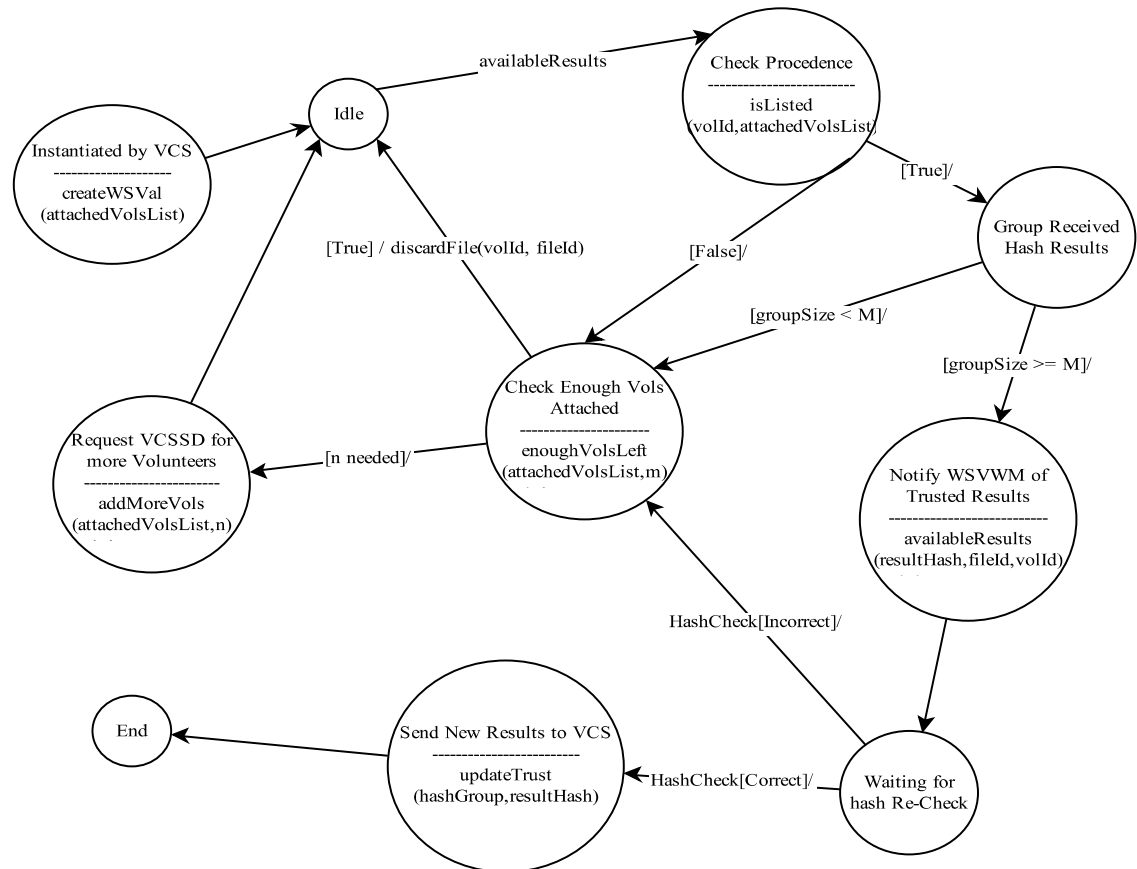 availableResults
Check Procedence
-------------------------
isListed
(volId,attachedVolsList)
Idle
Instantiated by VCS
--------------------
createWSVal
(attachedVolsList)
[True]/
Group Received
Hash Results
[True] / discardFile(volId, fileId)
[False]/
[groupSize < M]/
[groupSize >= M]/
Check Enough Vols
Attached
----------------------
enoughVolsLeft
(attachedVolsList,m)
[n needed]/
Request VCSSD for
more Volunteers
-----------------------
addMoreVols
(attachedVolsList,n)
Notify WSVWM of
Trusted Results
---------------------------
availableResults
(resultHash,fileId,volId)
HashCheck[Incorrect]/
End
Send New Results to VCS
-------------------------
updateTrust
(hashGroup,resultHash)
HashCheck[Correct]/
Waiting for
hash Re-Check